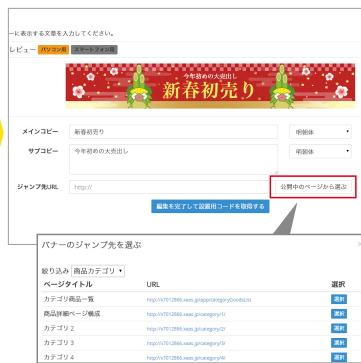 ーに表示する文章を入力してください。
レビュー パソコン用 スマートフォン用
今年初めの大売出し
新春初売り
メインコピー 新春初売り 明朝体
サブコピー 今年初めの大売出し 明朝体
ジャンプ先URL http:// 公開中のページから選ぶ
編集を完了して設置用コードを取得する
バナーのジャンプ先を選ぶ ×
絞り込み 商品カテゴリ
ページタイトル URL 選択
カテゴリ商品一覧 選択
商品詳細ページ構成 選択
カテゴリ 2 選択
カテゴリ 3 選択
カテゴリ 4 選択